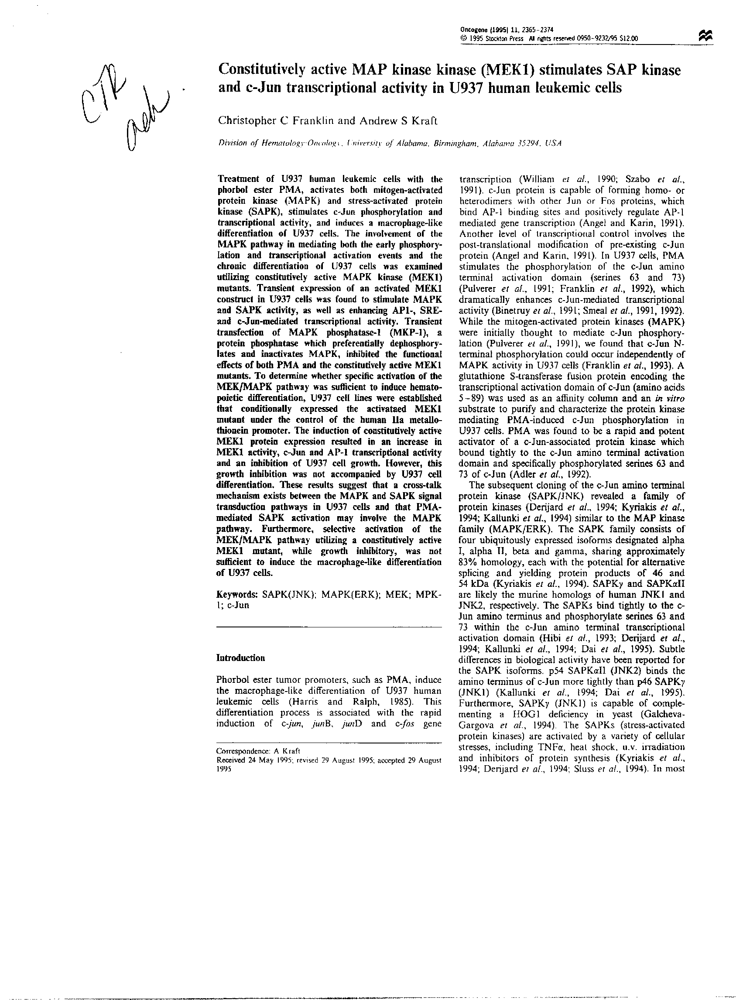 Oncogene (1995) 11, 2365-2374
© 1995 Stockton Press All rights reserved 0950-9232/95 $12.00
CTR
Constitutively active MAP kinase kinase (MEK1) stimulates SAP kinase
and c-Jun transcriptional activity in U937 human leukemic cells
Christopher C Franklin and Andrew S Kraft
Division of Hematology-Oncology, University of Alabama, Birmingham, Alabama 35294, USA
Treatment of U937 human leukemic cells with the
phorbol ester PMA, activates both mitogen-activated
protein kinase (MAPK) and stress-activated protein
kinase (SAPK), stimulates c-Jun phosphorylation and
transcriptional activity, and induces a macrophage-like
differentiation of U937 cells. The involvement of the
MAPK pathway in mediating both the early phosphory-
lation and transcriptional activation events and the
chronic differentiation of U937 cells was examined
utilizing constitutively active MAPK kinase (MEK1)
mutants. Transient expression of an activated MEK1
construct in U937 cells was found to stimulate MAPK
and SAPK activity, as well as enhancing AP1-, SRE-
and c-Jun-mediated transcriptional activity. Transient
transfection of MAPK phosphatase-1 (MKP-1), a
protein phosphatase which preferentially dephosphory-
lates and inactivates MAPK, inhibited the functional
effects of both PMA and the constitutively active MEK1
mutants. To determine whether specific activation of the
MEK/MAPK pathway was sufficient to induce hemato-
poietic differentiation, U937 cell lines were established
that conditionally expressed the activataed MEK1
mutant under the control of the human IIa metallo-
thioncin promoter. The induction of constitutively active
MEK1 protein expression resulted in an increase in
MEK1 activity, c-Jun and AP-1 transcriptional activity
and an inhibition of U937 cell growth. However, this
growth inhibition was not accompanied by U937 cell
differentiation. These results suggest that a cross-talk
mechanism exists between the MAPK and SAPK signal
transduction pathways in U937 cells and that PMA-
mediated SAPK activation may involve the MAPK
pathway. Furthermore, selective activation of the
MEK/MAPK pathway utilizing a constitutively active
MEK1 mutant, while growth inhibitory, was not
sufficient to induce the macrophage-like differentiation
of U937 cells.
Keywords: SAPK(JNK); MAPK(ERK); MEK; MPK-
1; c-Jun
Introduction
Phorbol ester tumor promoters, such as PMA, induce
the macrophage-like differentiation of U937 human
leukemic cells (Harris and Ralph, 1985). This
differentiation process is associated with the rapid
induction of c-jun, junB, junD and c-fos gene
Correspondence: A Kraft
Received 24 May 1995; revised 29 August 1995; accepted 29 August
1995
transcription (William et al., 1990; Szabo et al.,
1991). c-Jun protein is capable of forming homo- or
heterodimers with other Jun or Fos proteins, which
bind AP-1 binding sites and positively regulate AP-1
mediated gene transcription (Angel and Karin, 1991).
Another level of transcriptional control involves the
post-translational modification of pre-existing c-Jun
protein (Angel and Karin, 1991). In U937 cells, PMA
stimulates the phosphorylation of the c-Jun amino
terminal activation domain (serines 63 and 73)
(Pulverer et al., 1991; Franklin et al., 1992), which
dramatically enhances c-Jun-mediated transcriptional
activity (Binetruy et al., 1991; Smeal et al., 1991, 1992).
While the mitogen-activated protein kinases (MAPK)
were initially thought to mediate c-Jun phosphory-
lation (Pulverer et al., 1991), we found that c-Jun N-
terminal phosphorylation could occur independently of
MAPK activity in U937 cells (Franklin et al., 1993). A
glutathione S-transferase fusion protein encoding the
transcriptional activation domain of c-Jun (amino acids
5-89) was used as an affinity column and an in vitro
substrate to purify and characterize the protein kinase
mediating PMA-induced c-Jun phosphorylation in
U937 cells. PMA was found to be a rapid and potent
activator of a c-Jun-associated protein kinase which
bound tightly to the c-Jun amino terminal activation
domain and specifically phosphorylated serines 63 and
73 of c-Jun (Adler et al., 1992).
The subsequent cloning of the c-Jun amino terminal
protein kinase (SAPK/JNK) revealed a family of
protein kinases (Derijard et al., 1994; Kyriakis et al.,
1994; Kallunki et al., 1994) similar to the MAP kinase
family (MAPK/ERK). The SAPK family consists of
four ubiquitously expressed isoforms designated alpha
I, alpha II, beta and gamma, sharing approximately
83% homology, each with the potential for alternative
splicing and yielding protein products of 46 and
54 kDa (Kyriakis et al., 1994). SAPKγ and SAPKαII
are likely the murine homologs of human JNK1 and
JNK2, respectively. The SAPKs bind tightly to the c-
Jun amino terminus and phosphorylate serines 63 and
73 within the c-Jun amino terminal transcriptional
activation domain (Hibi et al., 1993; Derijard et al.,
1994; Kallunki et al., 1994; Dai et al., 1995). Subtle
differences in biological activity have been reported for
the SAPK isoforms. p54 SAPKαII (JNK2) binds the
amino terminus of c-Jun more tightly than p46 SAPKγ
(JNK1) (Kallunki et al., 1994; Dai et al., 1995).
Furthermore, SAPKγ (JNK1) is capable of comple-
menting a HOG1 deficiency in yeast (Galcheva-
Gargova et al., 1994). The SAPKs (stress-activated
protein kinases) are activated by a variety of cellular
stresses, including TNFα, heat shock, u.v. irradiation
and inhibitors of protein synthesis (Kyriakis et al.,
1994; Derijard et al., 1994; Sluss et al., 1994). In most